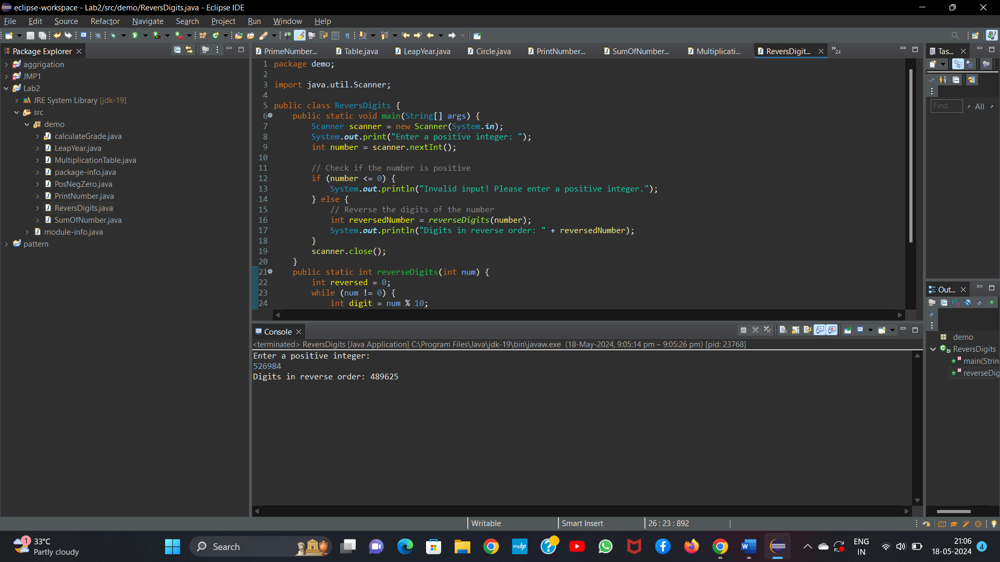 eclipse-workspace - Lab2/src/demo/ReversDigits.java - Eclipse IDE
File Edit Source Refactor Navigate Search Project Run Window Help
Package Explorer
aggrigation
JMP1
Lab2
JRE System Library [jdk-19]
src
demo
calculateGrade.java
LeapYear.java
MultiplicationTable.java
package-info.java
PosNegZero.java
PrintNumber.java
ReversDigits.java
SumOfNumber.java
module-info.java
pattern
PrimeNumber... Table.java LeapYear.java Circle.java PrintNumber... SumOfNumber... Multiplicati... ReversDigit... »24
1 package demo;
2
3 import java.util.Scanner;
4
5 public class ReversDigits {
6 public static void main(String[] args) {
7 Scanner scanner = new Scanner(System.in);
8 System.out.print("Enter a positive integer: ");
9 int number = scanner.nextInt();
10
11 // Check if the number is positive
12 if (number <= 0) {
13 System.out.println("Invalid input! Please enter a positive integer.");
14 } else {
15 // Reverse the digits of the number
16 int reversedNumber = reverseDigits(number);
17 System.out.println("Digits in reverse order: " + reversedNumber);
18 }
19 scanner.close();
20 }
21 public static int reverseDigits(int num) {
22 int reversed = 0;
23 while (num != 0) {
24 int digit = num % 10;
Console
<terminated> ReversDigits [Java Application] C:\Program Files\Java\jdk-19\bin\javaw.exe (18-May-2024, 9:05:14 pm – 9:05:26 pm) [pid: 23768]
Enter a positive integer:
526984
Digits in reverse order: 489625
Tas...
Find All
Out...
demo
ReversDigits
main(Strin
reverseDig
Writable Smart Insert 26 : 23 : 892
1
33°C
Partly cloudy
Search
myhp
ENG
IN
21:06
18-05-2024
4